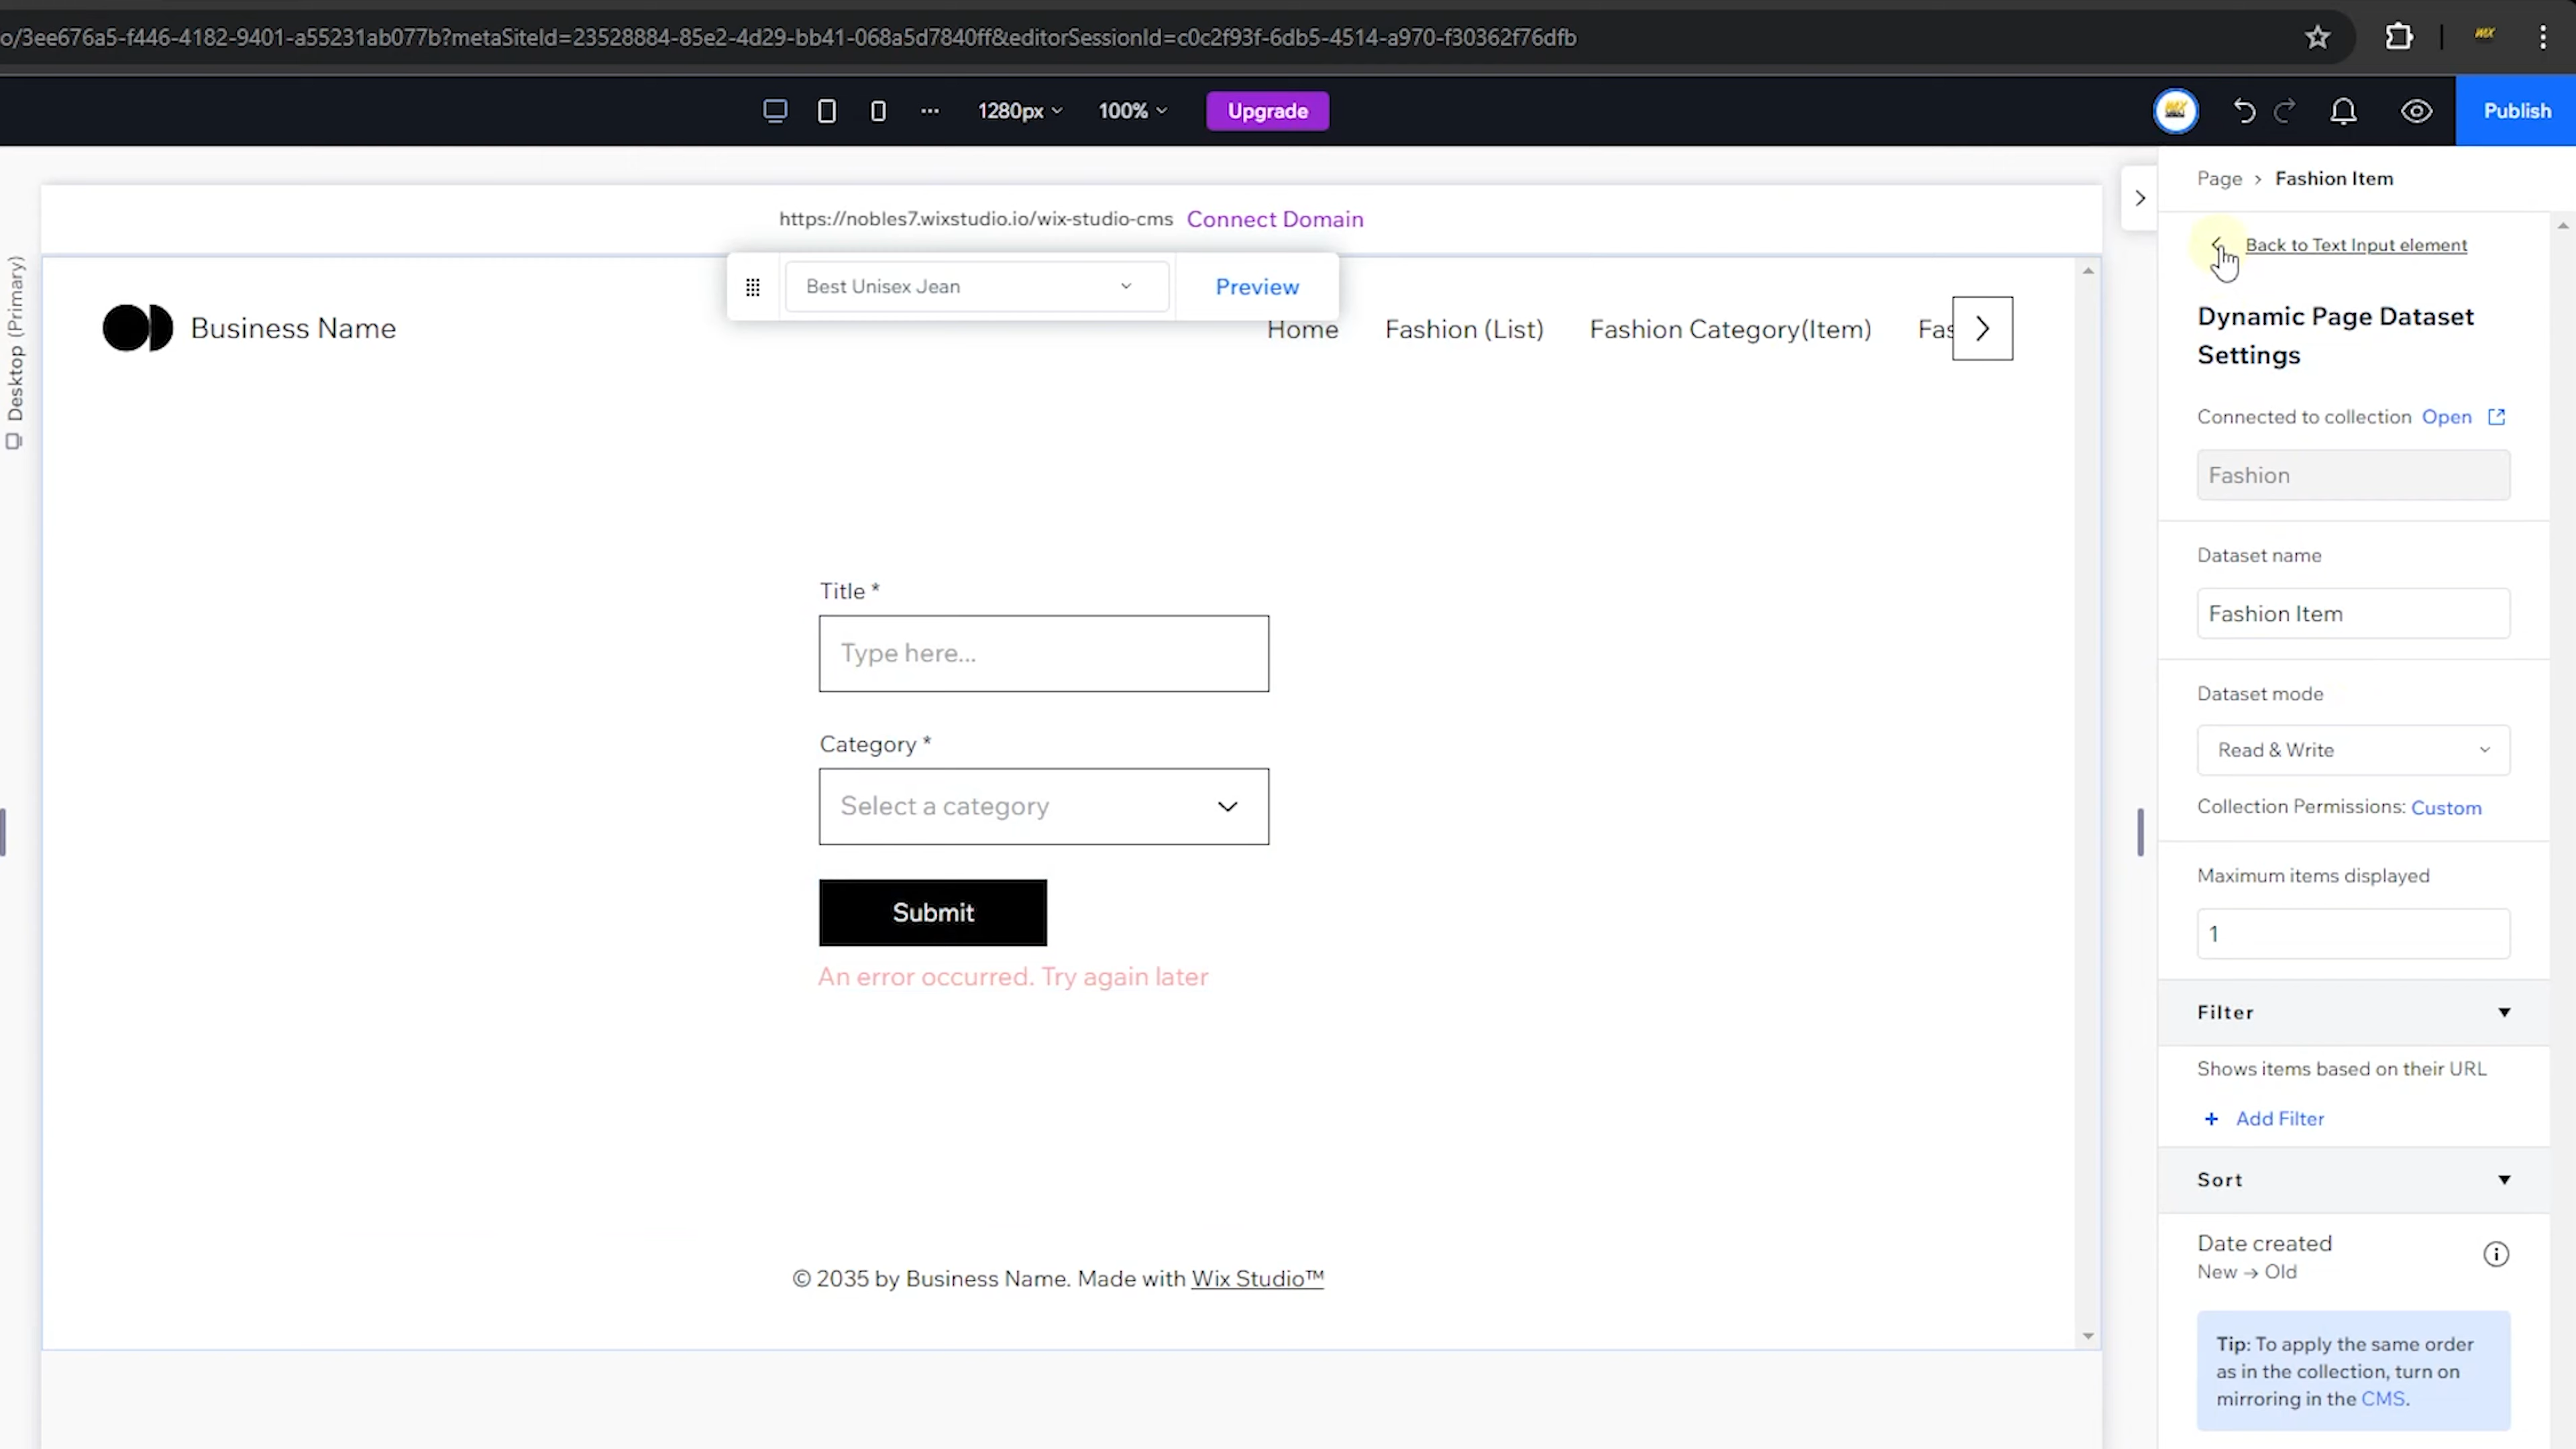 o/3ee676a5-f446-4182-9401-a55231ab077b?metaSiteId=23528884-85e2-4d29-bb41-068a5d7840ff&editorSessionId=c0c2f93f-6db5-4514-a970-f30362f76dfb
1280px
100%
Upgrade
Publish
Desktop (Primary)
https://nobles7.wixstudio.io/wix-studio-cms Connect Domain
Best Unisex Jean
Preview
Business Name
Home
Fashion (List)
Fashion Category(Item)
Fas
Title *
Type here...
Category *
Select a category
Submit
An error occurred. Try again later
© 2035 by Business Name. Made with Wix Studio™
Page > Fashion Item
Back to Text Input element
Dynamic Page Dataset
Settings
Connected to collection Open
Fashion
Dataset name
Fashion Item
Dataset mode
Read & Write
Collection Permissions: Custom
Maximum items displayed
1
Filter
Shows items based on their URL
+ Add Filter
Sort
Date created
New → Old
Tip: To apply the same order
as in the collection, turn on
mirroring in the CMS.